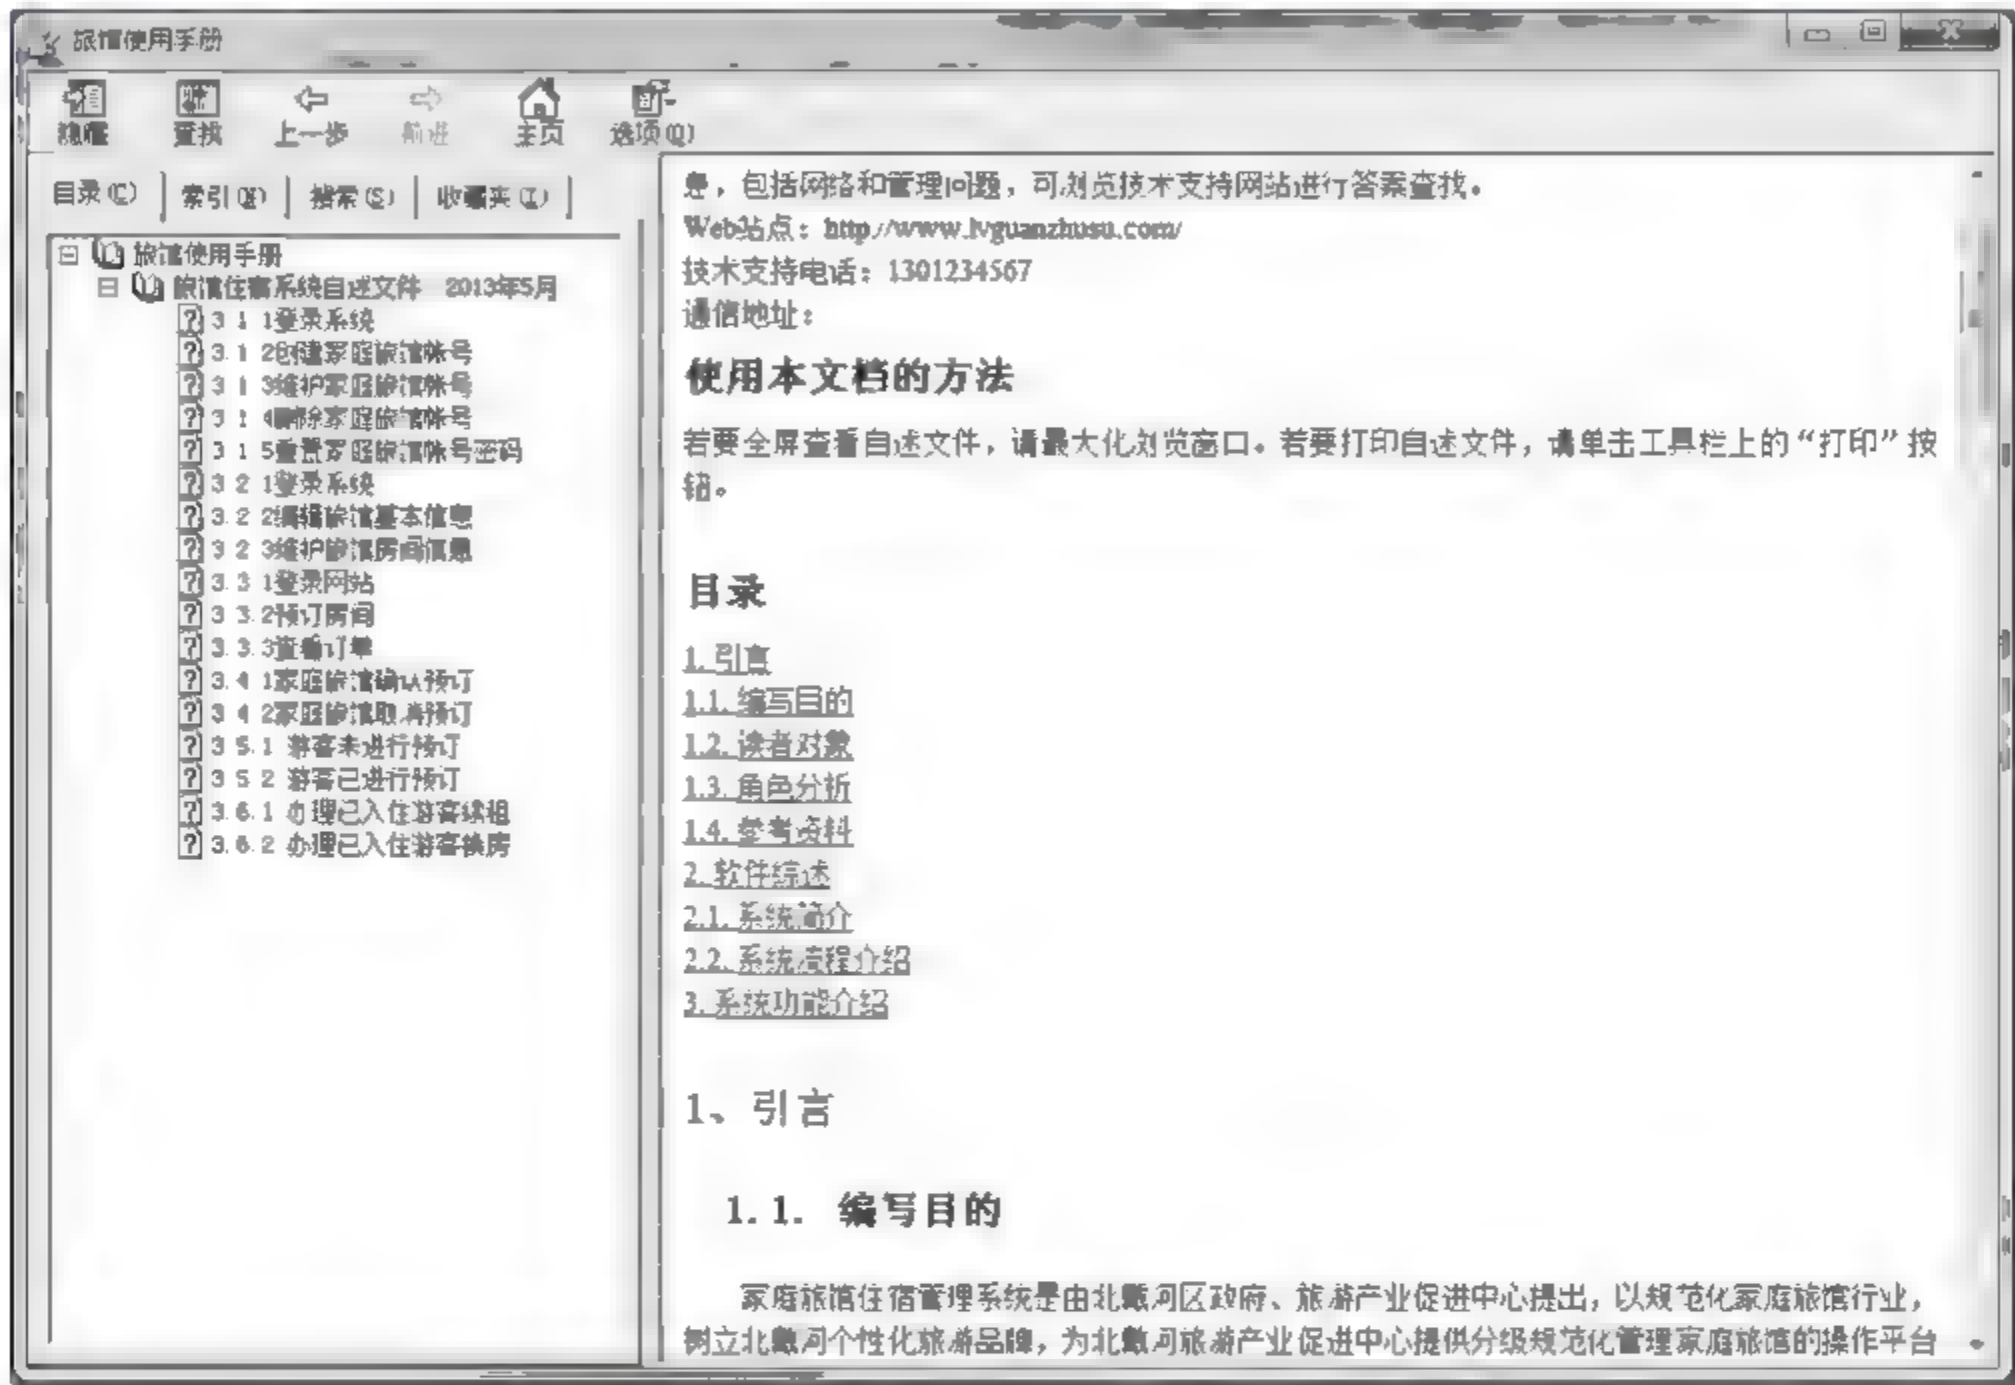 旅馆使用手册
隐藏 查找 上一步 前进 主页 选项(O)
目录(C) 索引(N) 搜索(S) 收藏夹(I)
旅馆使用手册
旅馆住宿系统自述文件 2013年5月
3.1.1登录系统
3.1.2创建家庭旅馆帐号
3.1.3维护家庭旅馆帐号
3.1.4删除家庭旅馆帐号
3.1.5重置家庭旅馆帐号密码
3.2.1登录系统
3.2.2编辑旅馆基本信息
3.2.3维护旅馆房间信息
3.3.1登录网站
3.3.2预订房间
3.3.3查看订单
3.4.1家庭旅馆确认预订
3.4.2家庭旅馆取消预订
3.5.1 游客未进行预订
3.5.2 游客已进行预订
3.6.1 办理已入住游客续租
3.6.2 办理已入住游客换房
息，包括网络和管理问题，可浏览技术支持网站进行答案查找。
Web站点：http://www.lvguanzhusu.com/
技术支持电话：1301234567
通信地址：
使用本文档的方法
若要全屏查看自述文件，请最大化浏览窗口。若要打印自述文件，请单击工具栏上的“打印”按
钮。
目录
1. 引言
1.1. 编写目的
1.2. 读者对象
1.3. 角色分析
1.4. 参考资料
2. 软件综述
2.1. 系统简介
2.2. 系统流程介绍
3. 系统功能介绍
1、引言
1.1. 编写目的
家庭旅馆住宿管理系统是由北戴河区政府、旅游产业促进中心提出，以规范化家庭旅馆行业，
树立北戴河个性化旅游品牌，为北戴河旅游产业促进中心提供分级规范化管理家庭旅馆的操作平台